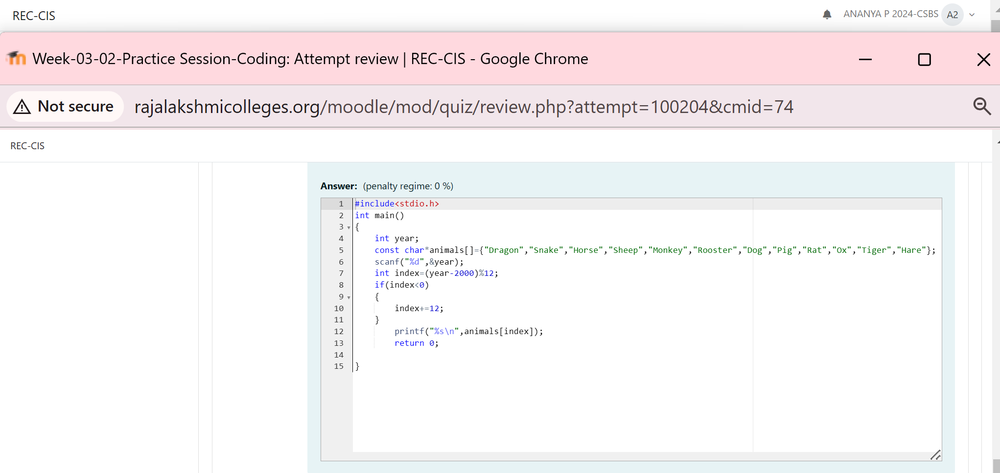 REC-CIS
ANANYA P 2024-CSBS A2
Week-03-02-Practice Session-Coding: Attempt review | REC-CIS - Google Chrome
Not secure rajalakshmicolleges.org/moodle/mod/quiz/review.php?attempt=100204&cmid=74
REC-CIS
Answer: (penalty regime: 0 %)
1 #include<stdio.h>
2 int main()
3 {
4     int year;
5     const char*animals[]={"Dragon","Snake","Horse","Sheep","Monkey","Rooster","Dog","Pig","Rat","Ox","Tiger","Hare"};
6     scanf("%d",&year);
7     int index=(year-2000)%12;
8     if(index<0)
9     {
10         index+=12;
11     }
12         printf("%s\n",animals[index]);
13         return 0;
14
15 }